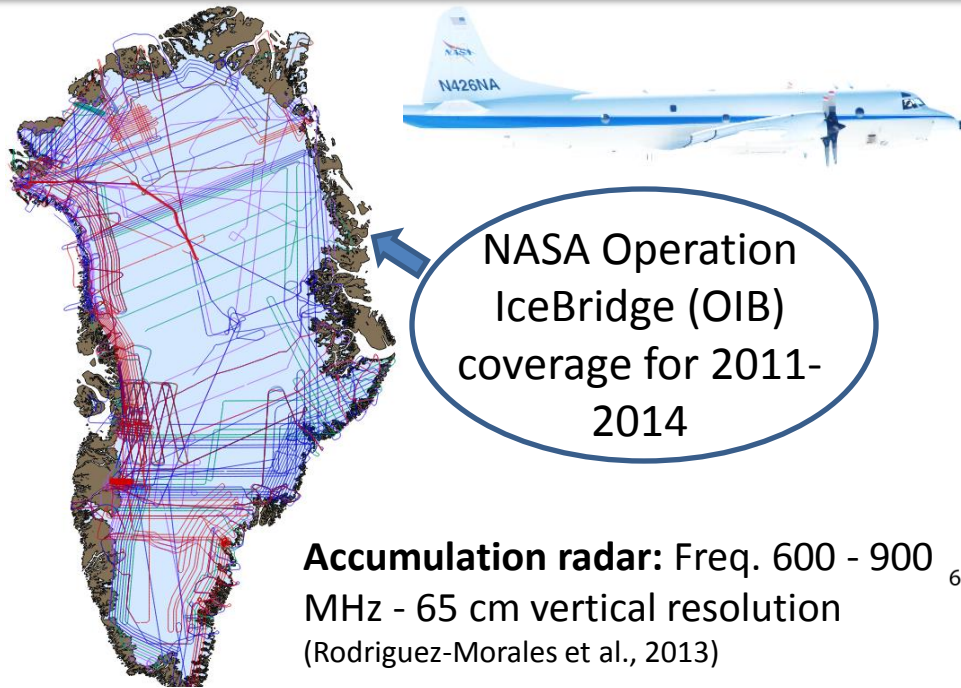 NASA
N426NA
NASA Operation
IceBridge (OIB)
coverage for 2011-
2014
Accumulation radar: Freq. 600 - 900
MHz - 65 cm vertical resolution
(Rodriguez-Morales et al., 2013)
6